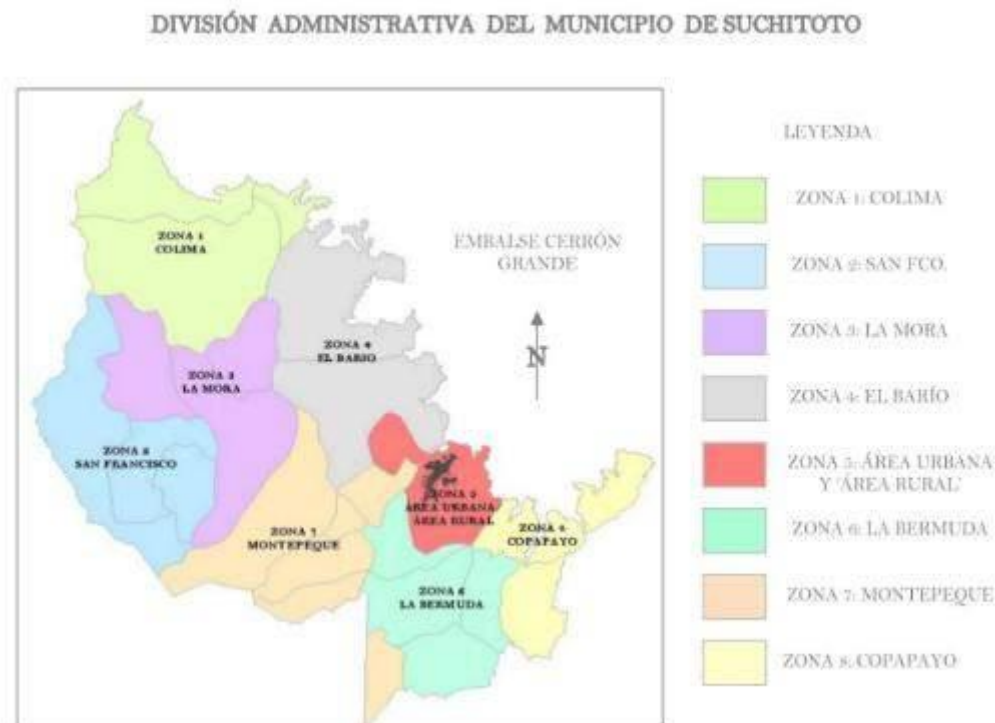 DIVISIÓN ADMINISTRATIVA DEL MUNICIPIO DE SUCHITOTO
LEYENDA
ZONA 1
COLIMA
EMBALSE CERRÓN
GRANDE
N
ZONA 4
EL BARIO
ZONA 3
LA MORA
ZONA 2
SAN FRANCISCO
ZONA 5
ÁREA URBANA
ÁREA RURAL
ZONA 7
MONTEPEQUE
COPAPAYO
ZONA 6
LA BERMUDA
ZONA 1: COLIMA
ZONA 2: SAN FCO.
ZONA 3: LA MORA
ZONA 4: EL BARÍO
ZONA 5: ÁREA URBANA
Y 'ÁREA RURAL'
ZONA 6: LA BERMUDA
ZONA 7: MONTEPEQUE
ZONA 8: COPAPAYO